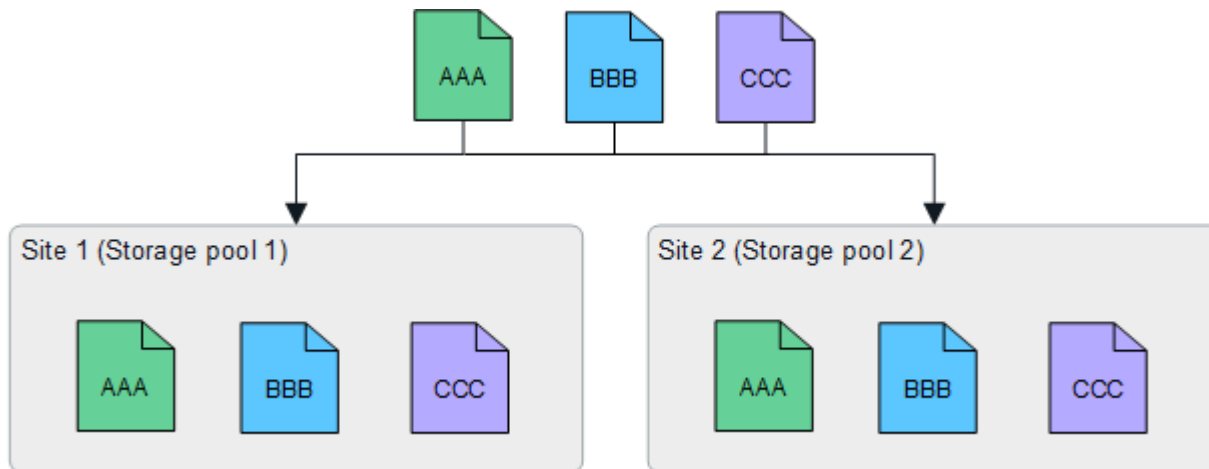 AAA
BBB
CCC
Site 1 (Storage pool 1)
AAA
BBB
CCC
Site 2 (Storage pool 2)
AAA
BBB
CCC